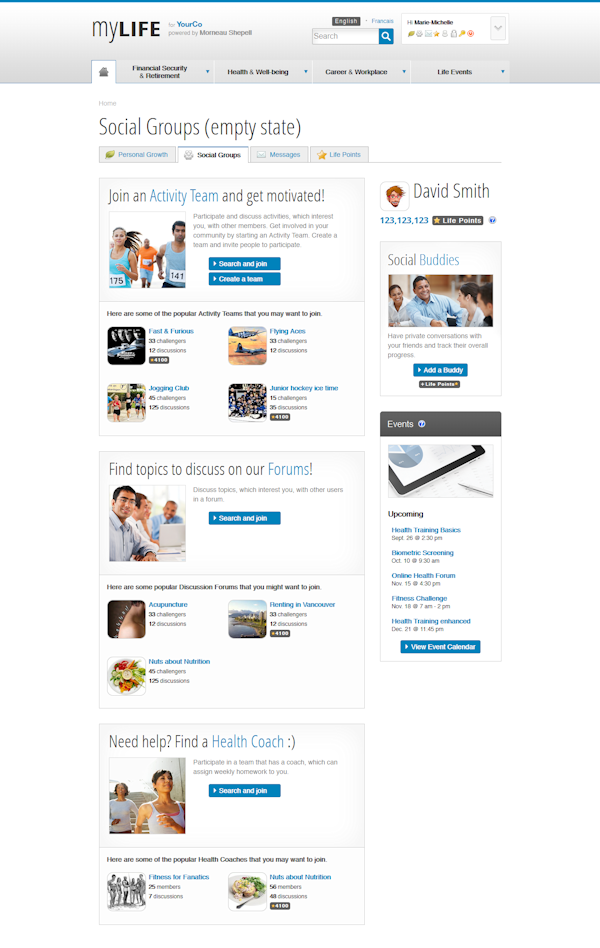 myLIFE
for YourCo
powered by Morneau Shepell
English • Francais
Search
Hi Marie-Michelle
Financial Security
& Retirement
Health & Well-being
Career & Workplace
Life Events
Home
Social Groups (empty state)
Personal Growth
Social Groups
Messages
Life Points
Join an Activity Team and get motivated!
Participate and discuss activities, which interest
you, with other members. Get involved in your
community by starting an Activity Team. Create a
team and invite people to participate.
Search and join
Create a team
175
141
Here are some of the popular Activity Teams that you may want to join.
Fast & Furious
33 challengers
12 discussions
+4100
Flying Aces
33 challengers
12 discussions
Jogging Club
45 challengers
125 discussions
Junior hockey ice time
15 challengers
35 discussions
+4100
Find topics to discuss on our Forums!
Discuss topics, which interest you, with other users
in a forum.
Search and join
Here are some popular Discussion Forums that you might want to join.
Acupuncture
33 challengers
12 discussions
Renting in Vancouver
33 challengers
12 discussions
+4100
Nuts about Nutrition
45 challengers
125 discussions
Need help? Find a Health Coach :)
Participate in a team that has a coach, which can
assign weekly homework to you.
Search and join
Here are some of the popular Health Coaches that you may want to join.
Fitness for Fanatics
25 members
7 discussions
Nuts about Nutrition
56 members
48 discussions
+4100
David Smith
123,123,123 Life Points ?
Social Buddies
Have private conversations with
your friends and track their overall
progress.
Add a Buddy
+Life Points
Events ?
Upcoming
Health Training Basics
Sept. 26 @ 2:30 pm
Biometric Screening
Oct. 10 @ 9:30 am
Online Health Forum
Nov. 15 @ 4:30 pm
Fitness Challenge
Nov. 18 @ 7 am - 2 pm
Health Training enhanced
Dec. 21 @ 11:45 pm
View Event Calendar